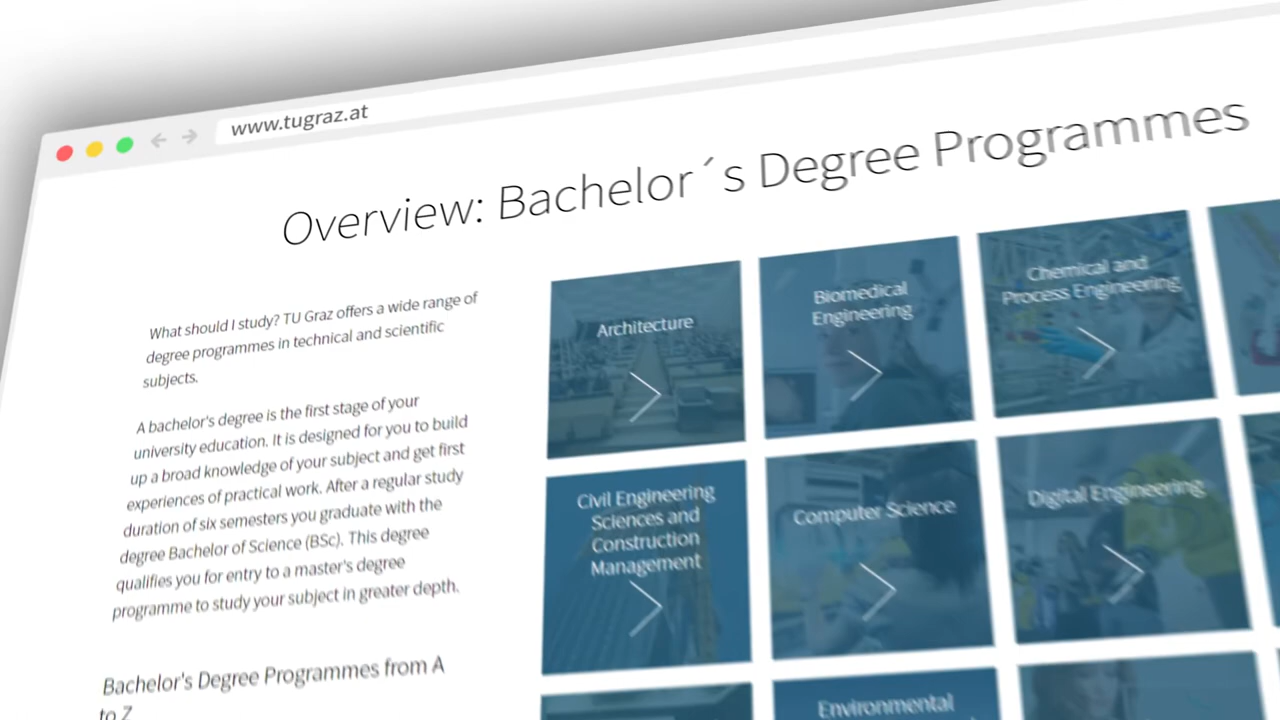 www.tugraz.at
Overview: Bachelor´s Degree Programmes
What should I study? TU Graz offers a wide range of
degree programmes in technical and scientific
subjects.
A bachelor's degree is the first stage of your
university education. It is designed for you to build
up a broad knowledge of your subject and get first
experiences of practical work. After a regular study
duration of six semesters you graduate with the
degree Bachelor of Science (BSc). This degree
qualifies you for entry to a master's degree
programme to study your subject in greater depth.
Bachelor's Degree Programmes from A
to Z
Architecture
Biomedical
Engineering
Chemical and
Process Engineering
Civil Engineering
Sciences and
Construction
Management
Computer Science
Digital Engineering
Environmental